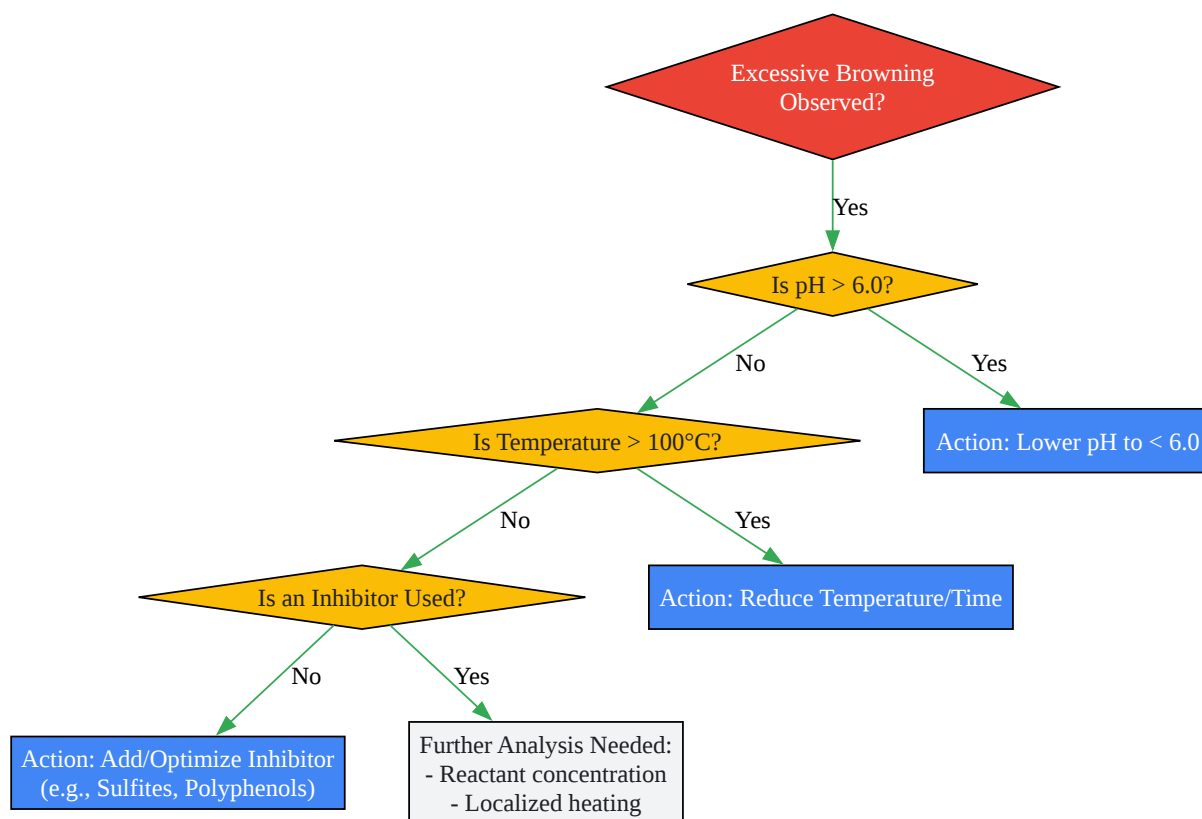 Excessive Browning
Observed?
Yes
Is pH > 6.0?
No
Yes
Is Temperature > 100°C?
Action: Lower pH to < 6.0
No
Yes
Is an Inhibitor Used?
Action: Reduce Temperature/Time
No
Yes
Action: Add/Optimize Inhibitor
(e.g., Sulfites, Polyphenols)
Further Analysis Needed:
- Reactant concentration
- Localized heating